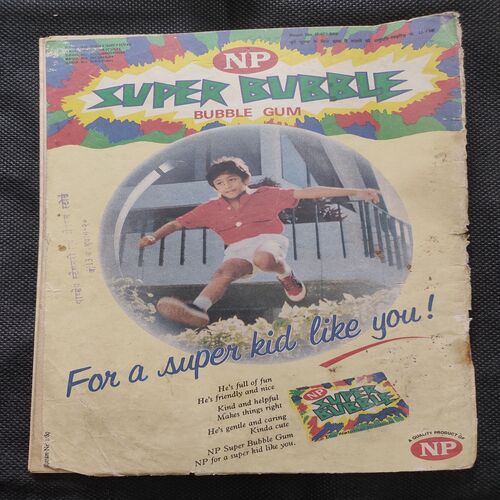 NP
SUPER BUBBLE
BUBBLE GUM
For a super kid like you!
He's full of fun
He's friendly and nice
Kind and helpful
Makes things right
He's gentle and caring
Kinda cute
NP Super Bubble Gum
NP for a super kid like you.
NP
SUPER
BUBBLE
A QUALITY PRODUCT OF
NP